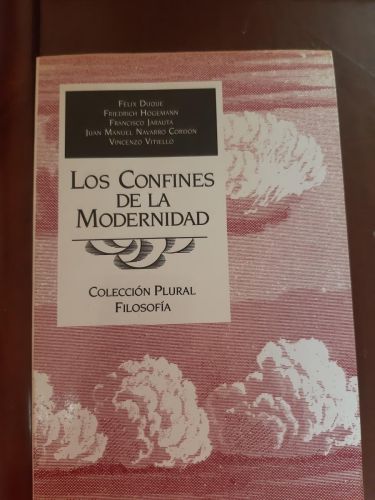 FÉLIX DUQUE
FRIEDRICH HOGEMANN
FRANCISCO JARAUTA
JUAN MANUEL NAVARRO CORDÓN
VINCENZO VITIELLO
LOS CONFINES
DE LA
MODERNIDAD
COLECCIÓN PLURAL
FILOSOFÍA